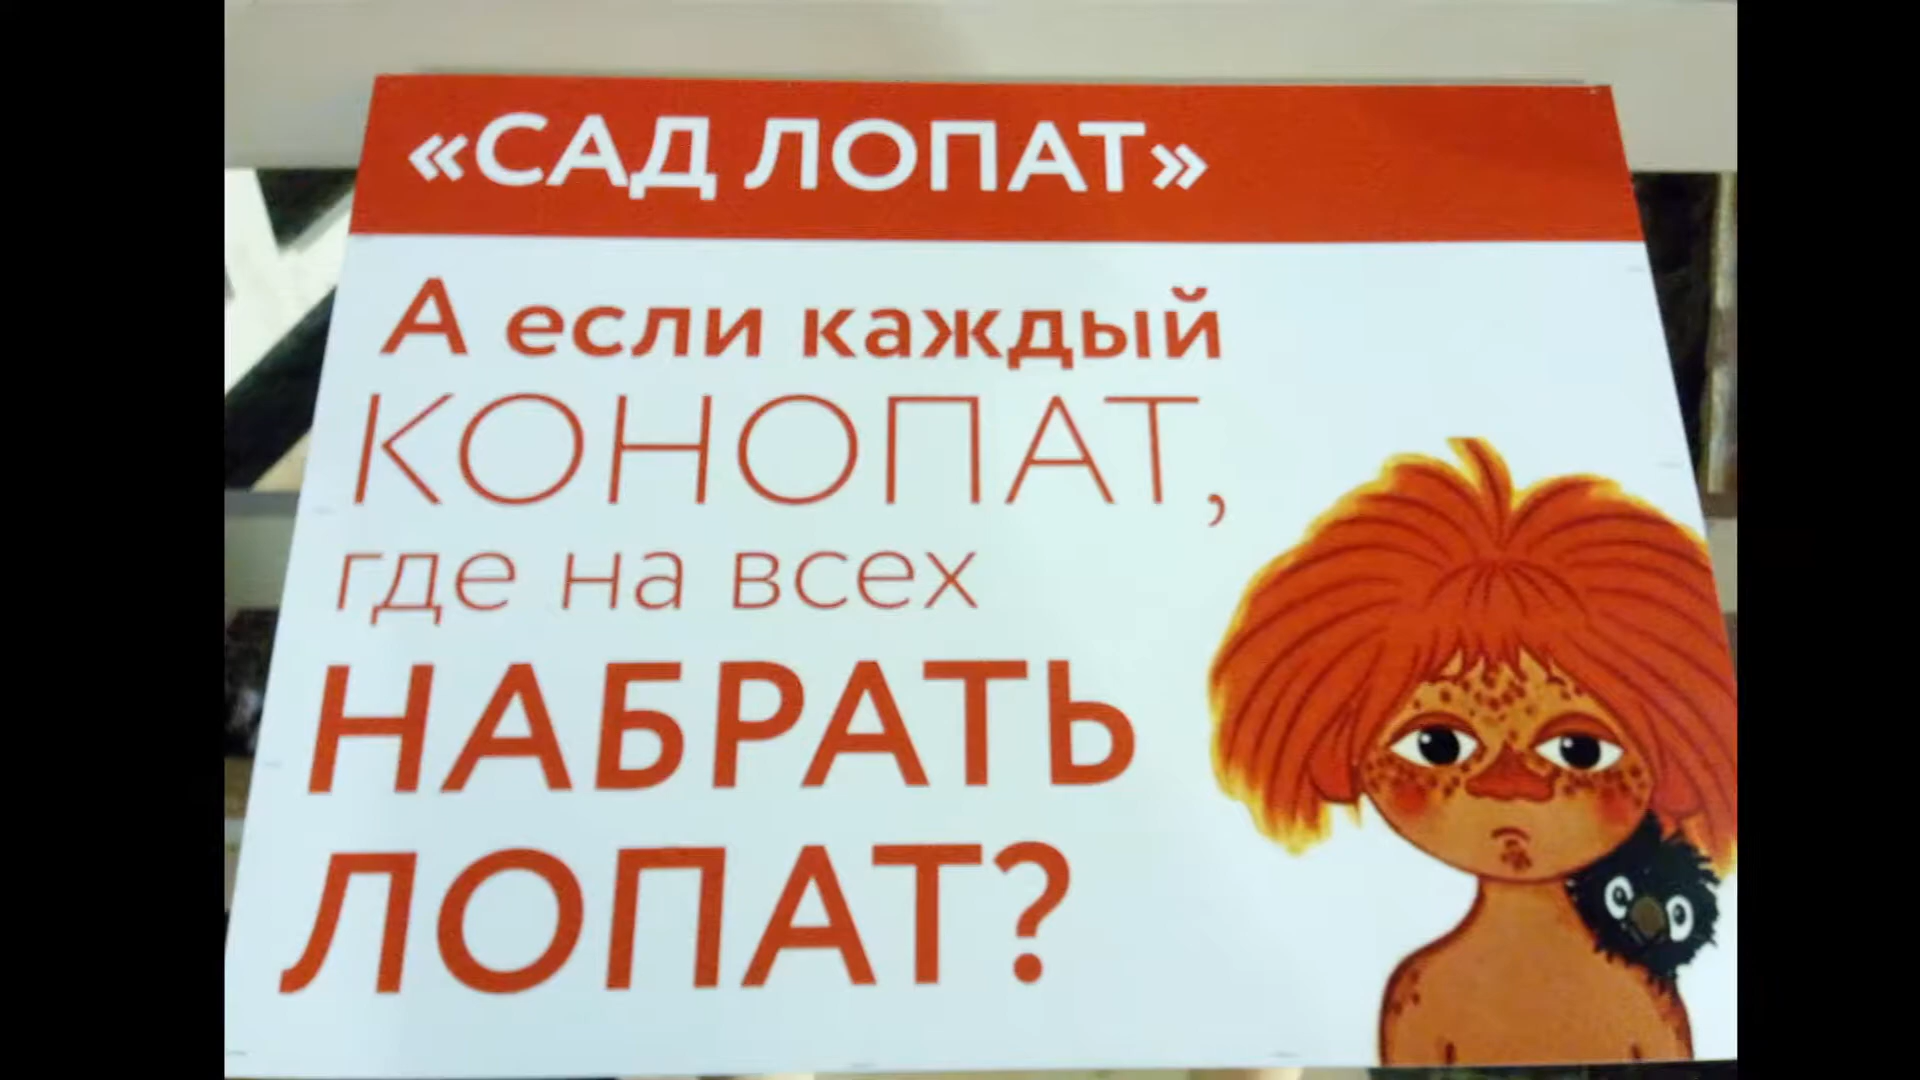 «САД ЛОПАТ»
А если каждый
КОНОПАТ,
где на всех
НАБРАТЬ
ЛОПАТ?